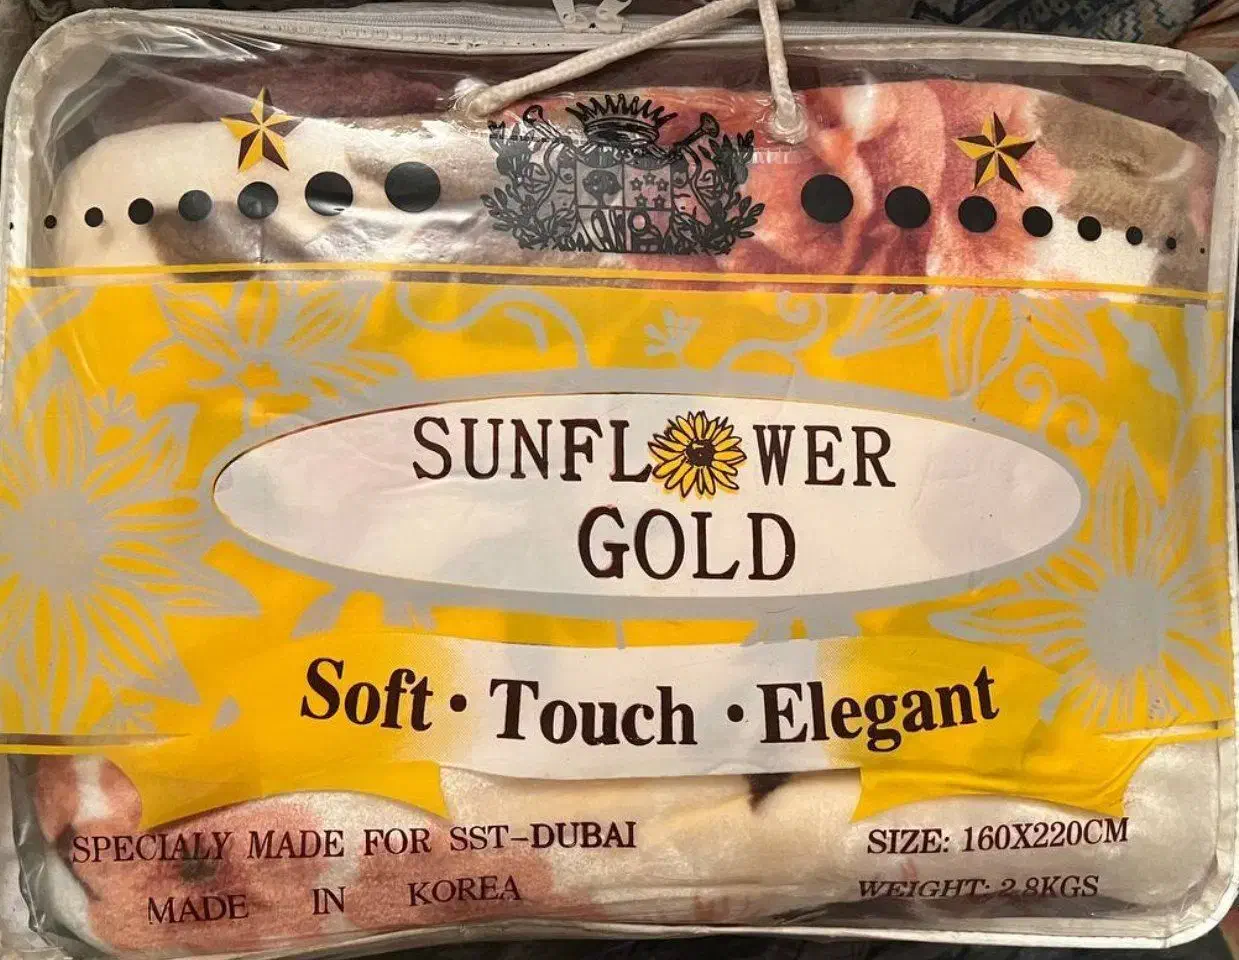 SUNFLOWER
GOLD
Soft · Touch · Elegant
SPECIALY MADE FOR SST-DUBAI
MADE IN KOREA
SIZE: 160X220CM
WEIGHT: 2.8KGS